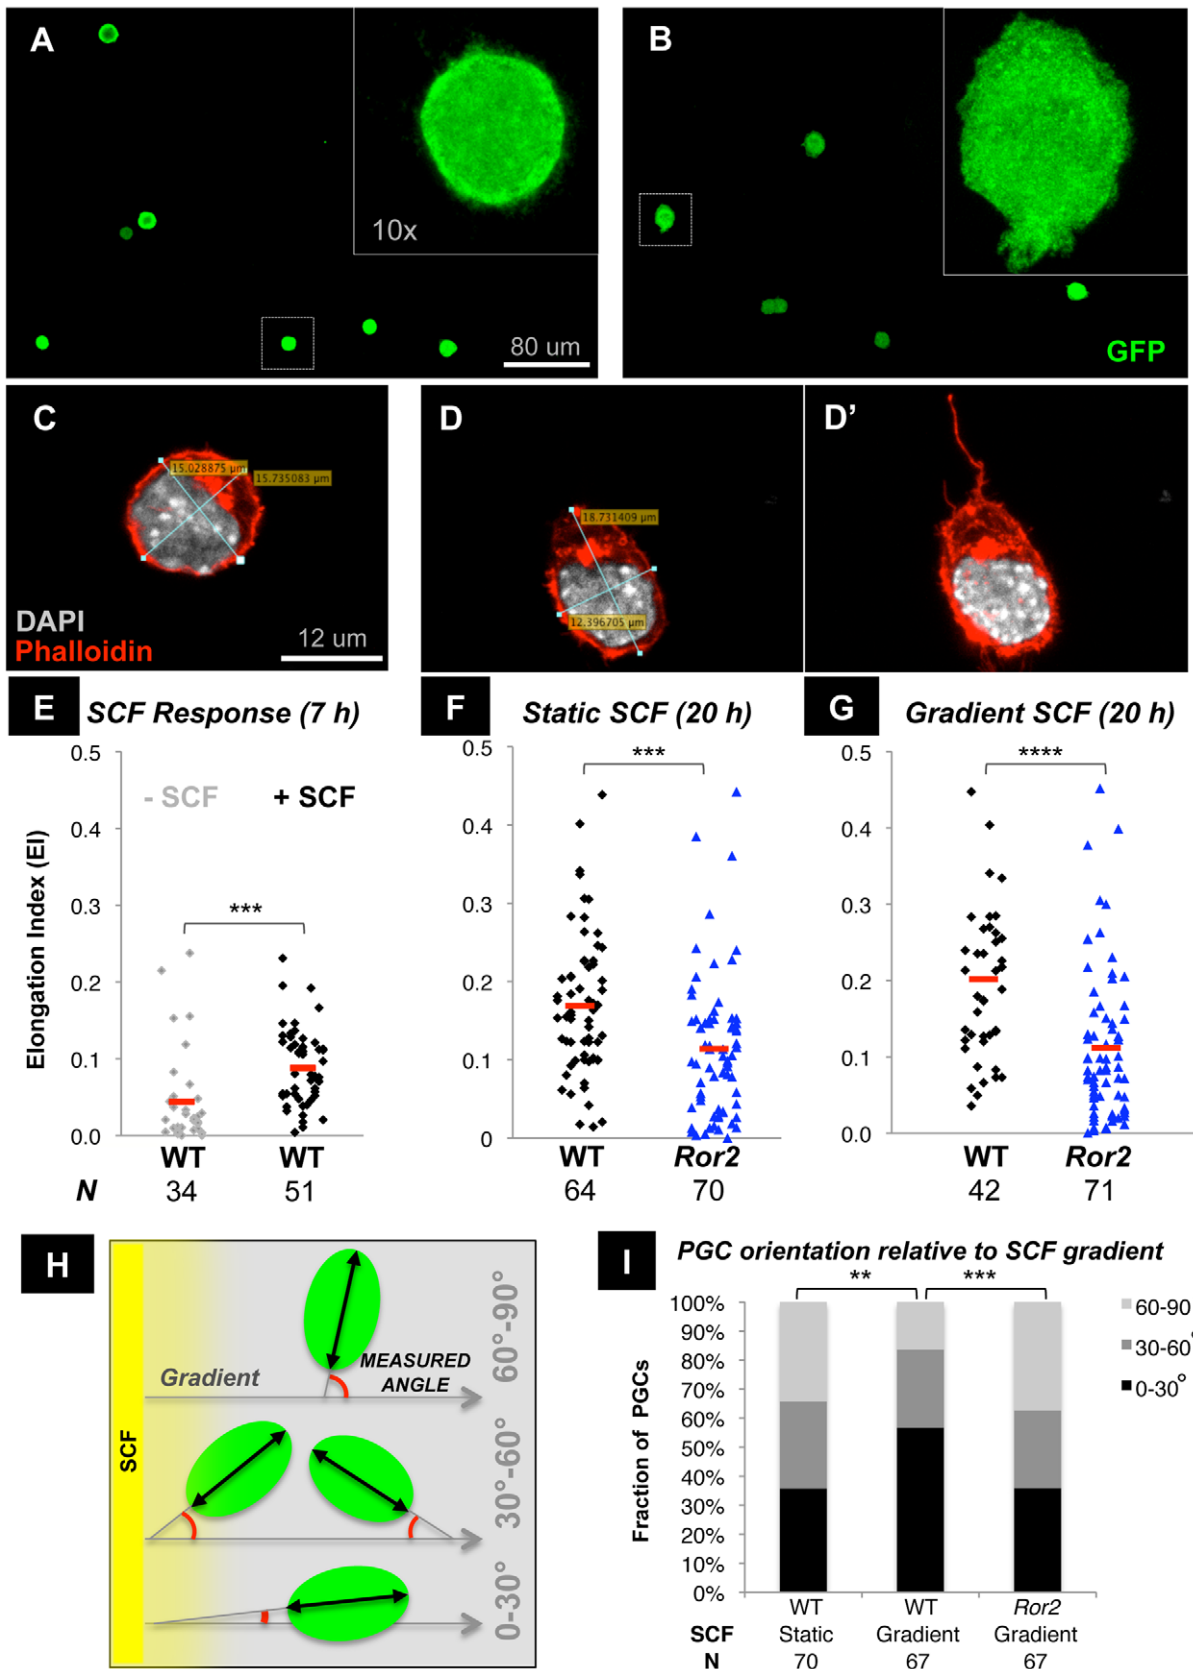 A
10x
80 um
B
GFP
C
15.028875 µm
15.735083 µm
DAPI
Phalloidin
12 um
D
18.731409 µm
12.396705 µm
D'
E
SCF Response (7 h)
Elongation Index (EI)
0.5
0.4
0.3
0.2
0.1
0.0
- SCF
+ SCF
***
WT
WT
N
34
51
F
Static SCF (20 h)
0.5
0.4
0.3
0.2
0.1
0
***
WT
Ror2
64
70
G
Gradient SCF (20 h)
0.5
0.4
0.3
0.2
0.1
0.0
****
WT
Ror2
42
71
H
SCF
Gradient
MEASURED
ANGLE
60°-90°
30°-60°
0-30°
I
PGC orientation relative to SCF gradient
**
***
Fraction of PGCs
100%
90%
80%
70%
60%
50%
40%
30%
20%
10%
0%
60-90
30-60°
0-30°
WT
WT
Ror2
SCF
Static
Gradient
Gradient
N
70
67
67